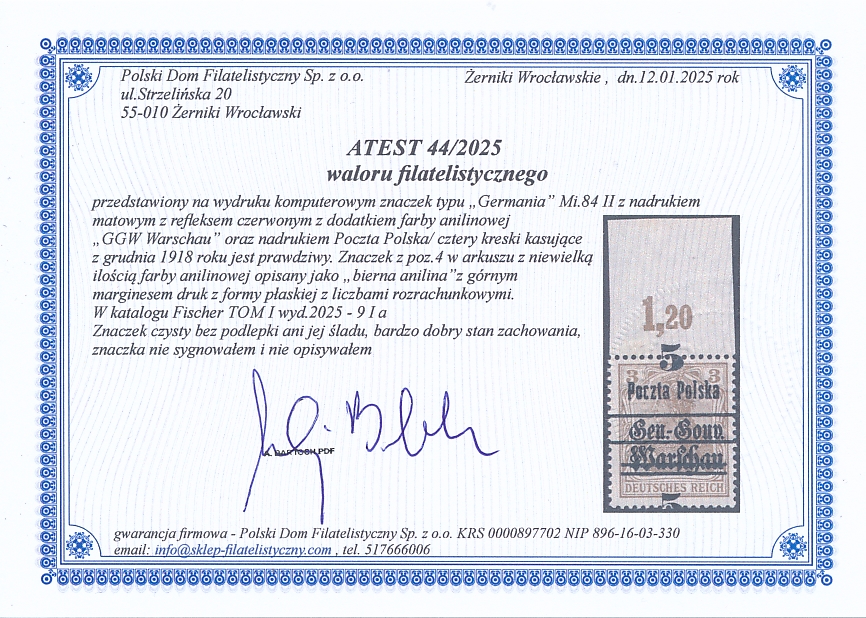 Polski Dom Filatelistyczny Sp. z o.o.
ul.Strzelińska 20
55-010 Żerniki Wrocławski
Żerniki Wrocławskie , dn.12.01.2025 rok
ATEST 44/2025
waloru filatelistycznego
przedstawiony na wydruku komputerowym znaczek typu „Germania” Mi.84 II z nadrukiem
matowym z refleksem czerwonym z dodatkiem farby anilinowej
„GGW Warschau” oraz nadrukiem Poczta Polska/ cztery kreski kasujące
z grudnia 1918 roku jest prawdziwy. Znaczek z poz.4 w arkuszu z niewielką
ilością farby anilinowej opisany jako „bierna anilina”z górnym
marginesem druk z formy płaskiej z liczbami rozrachunkowymi.
W katalogu Fischer TOM I wyd.2025 - 9 I a
Znaczek czysty bez podlepki ani jej śladu, bardzo dobry stan zachowania,
znaczka nie sygnowałem i nie opisywałem
1,20
5
3 3
Poczta Polska
Gen.-Gouv.
Warschau
DEUTSCHES REICH
5
A. BARTOCH PDF
gwarancja firmowa - Polski Dom Filatelistyczny Sp. z o.o. KRS 0000897702 NIP 896-16-03-330
email: info@sklep-filatelistyczny.com , tel. 517666006